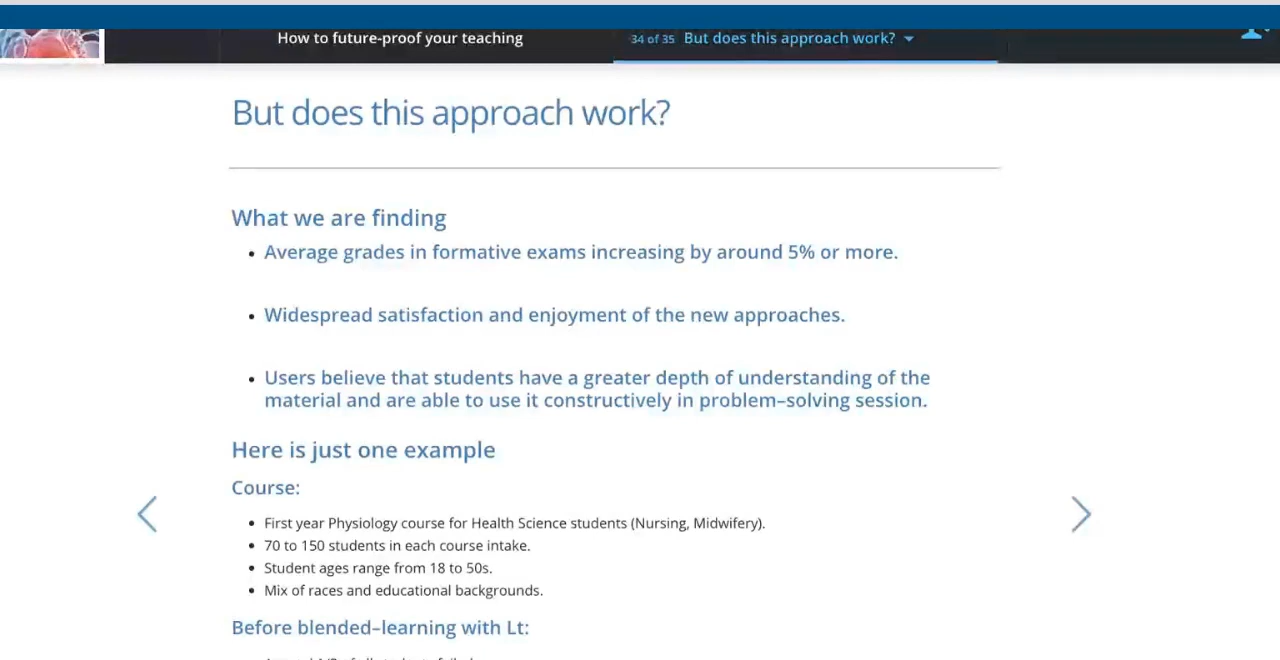 How to future-proof your teaching
34 of 35 But does this approach work?
But does this approach work?
What we are finding
• Average grades in formative exams increasing by around 5% or more.
• Widespread satisfaction and enjoyment of the new approaches.
• Users believe that students have a greater depth of understanding of the
material and are able to use it constructively in problem–solving session.
Here is just one example
Course:
• First year Physiology course for Health Science students (Nursing, Midwifery).
• 70 to 150 students in each course intake.
• Student ages range from 18 to 50s.
• Mix of races and educational backgrounds.
Before blended–learning with Lt: